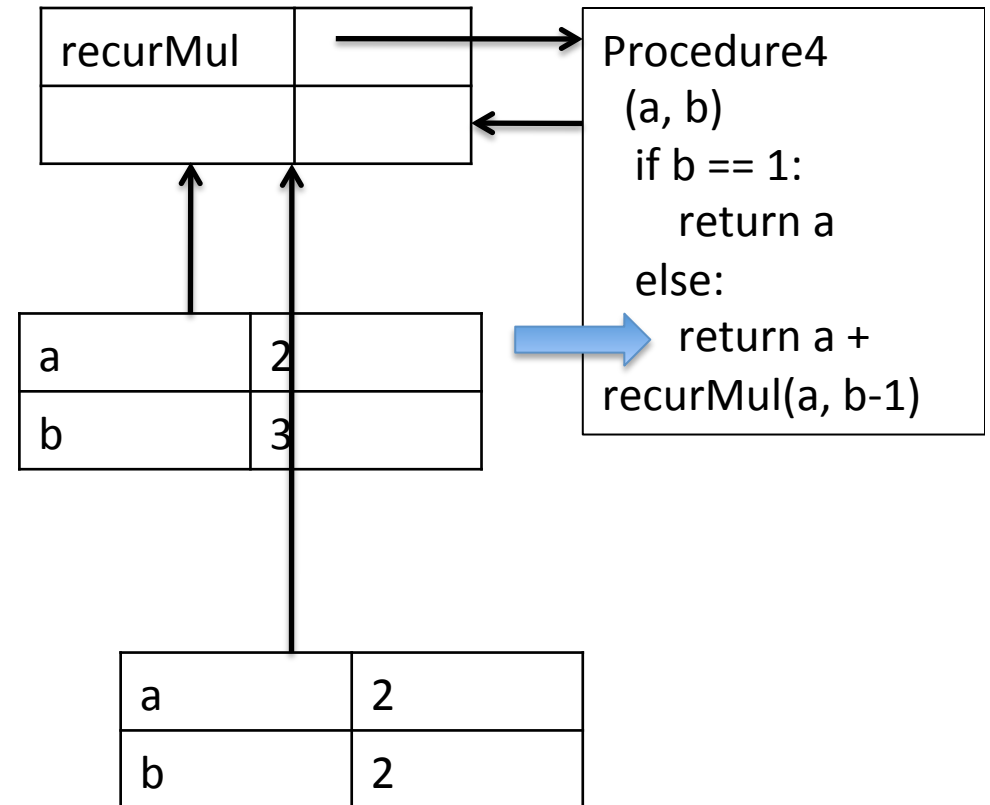 recurMul
Procedure4
(a, b)
if b == 1:
return a
else:
return a +
recurMul(a, b-1)
a 2
b 3
a 2
b 2